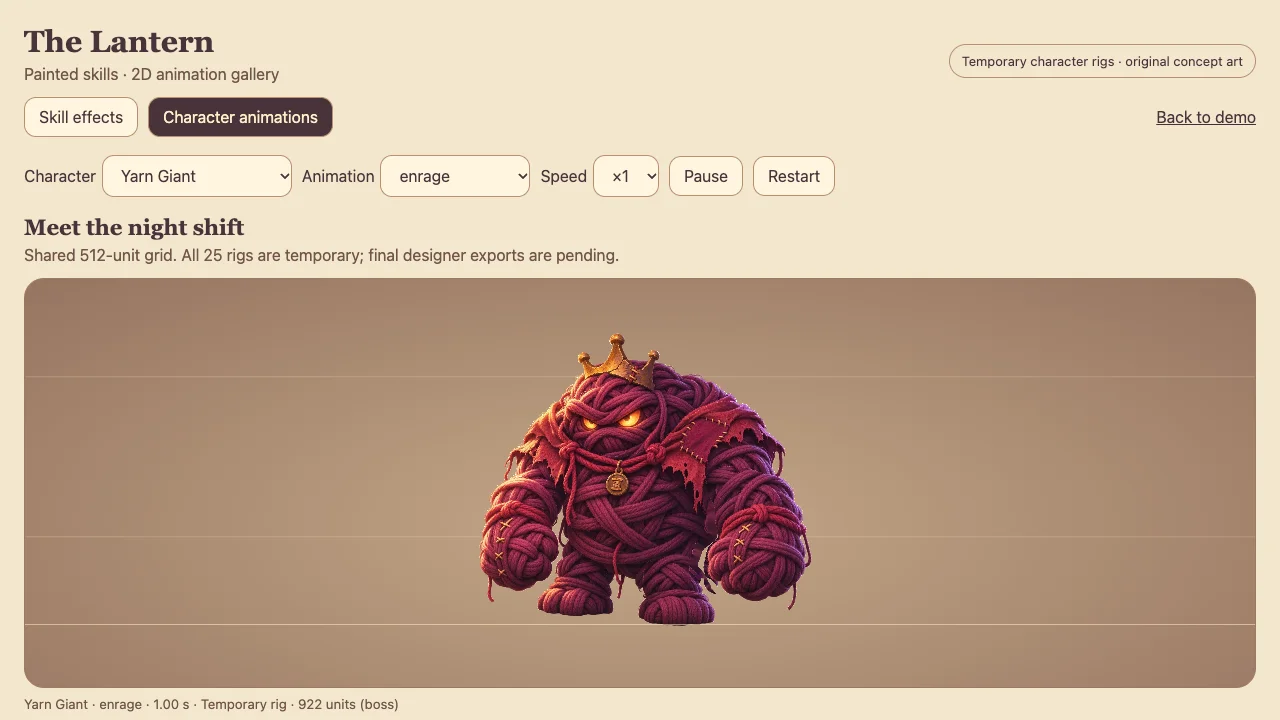 The Lantern
Painted skills · 2D animation gallery
Temporary character rigs · original concept art
Skill effects
Character animations
Back to demo
Character
Yarn Giant
Animation
enrage
Speed
×1
Pause
Restart
Meet the night shift
Shared 512-unit grid. All 25 rigs are temporary; final designer exports are pending.
Yarn Giant · enrage · 1.00 s · Temporary rig · 922 units (boss)